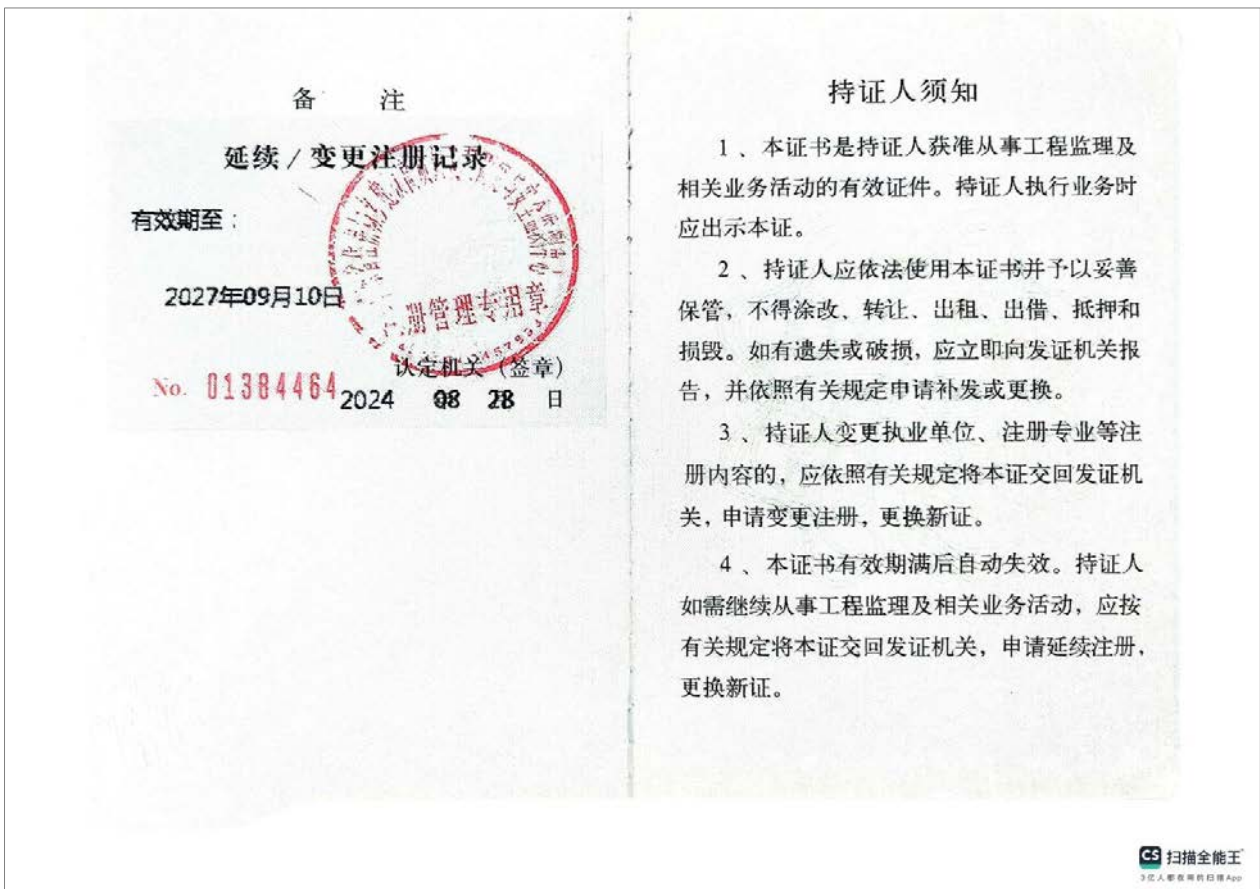 备 注
延续/变更注册记录
有效期至:
2027年09月10日
册管理专用章
认定机关(签章)
No. 01384464
2024 08 28 日
持证人须知
1、本证书是持证人获准从事工程监理及
相关业务活动的有效证件。持证人执行业务时
应出示本证。
2、持证人应依法使用本证书并予以妥善
保管,不得涂改、转让、出租、出借、抵押和
损毁。如有遗失或破损,应立即向发证机关报
告,并依照有关规定申请补发或更换。
3、持证人变更执业单位、注册专业等注
册内容的,应依照有关规定将本证交回发证机
关,申请变更注册,更换新证。
4、本证书有效期满后自动失效。持证人
如需继续从事工程监理及相关业务活动,应按
有关规定将本证交回发证机关,申请延续注册,
更换新证。
CS 扫描全能王
3亿人都在用的扫描App